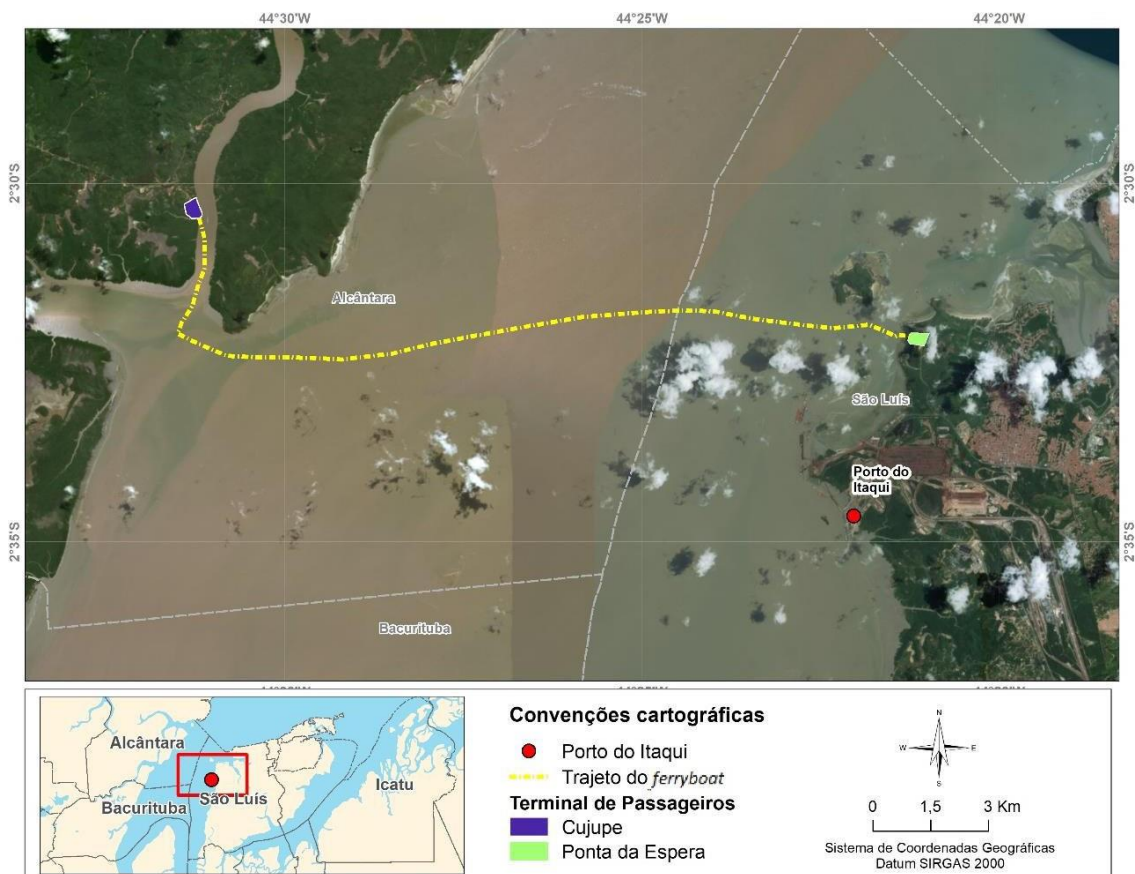 44°30'W
44°25'W
44°20'W
2°30'S
2°30'S
Alcântara
São Luís
Porto do
Itaqui
2°35'S
2°35'S
Bacurituba
Alcântara
Bacurituba
São Luís
Icatu
Convenções cartográficas
Porto do Itaqui
Trajeto do ferryboat
Terminal de Passageiros
Cujupe
Ponta da Espera
N
W
E
S
0 1,5 3 Km
Sistema de Coordenadas Geográficas
Datum SIRGAS 2000